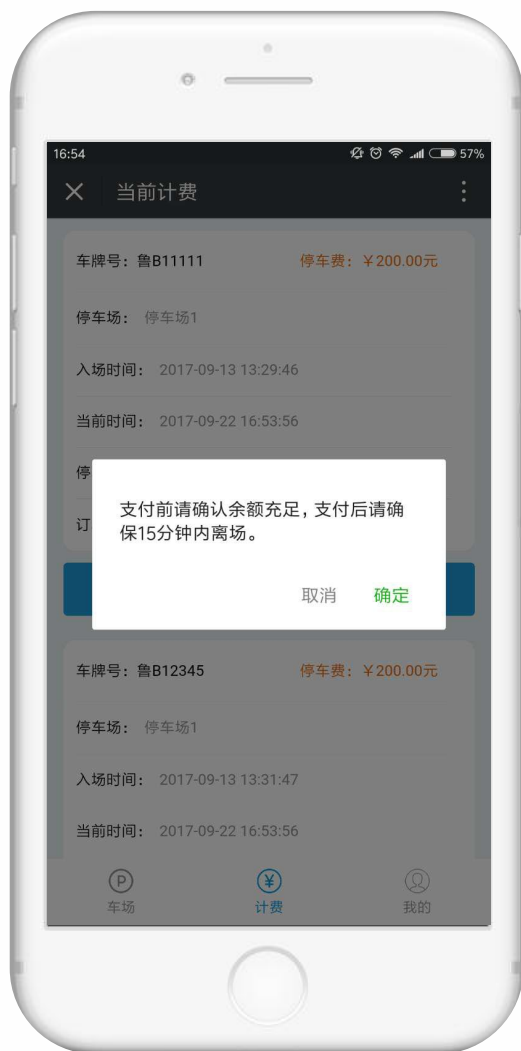 16:54 57%
当前计费
车牌号：鲁B11111 停车费：￥200.00元
停车场： 停车场1
入场时间： 2017-09-13 13:29:46
当前时间： 2017-09-22 16:53:56
停
订
支付前请确认余额充足，支付后请确
保15分钟内离场。
取消 确定
车牌号：鲁B12345 停车费：￥200.00元
停车场： 停车场1
入场时间： 2017-09-13 13:31:47
当前时间： 2017-09-22 16:53:56
P ¥
车场 计费 我的